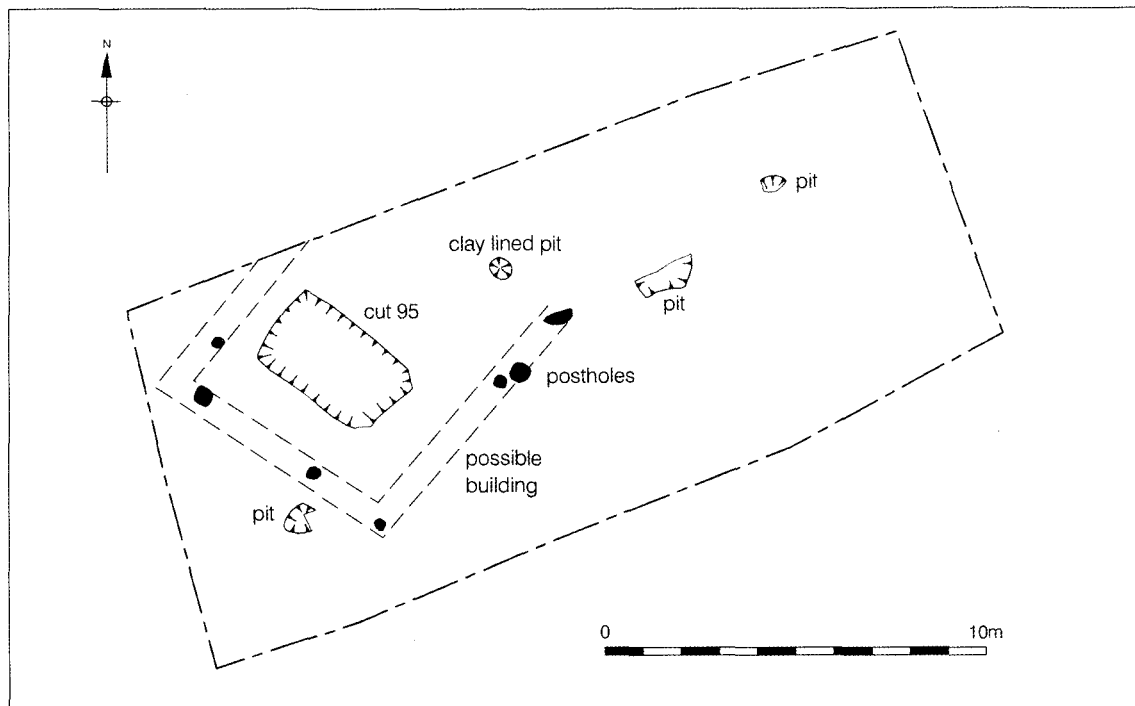 N
pit
clay lined pit
pit
cut 95
postholes
possible
building
pit
0 10m